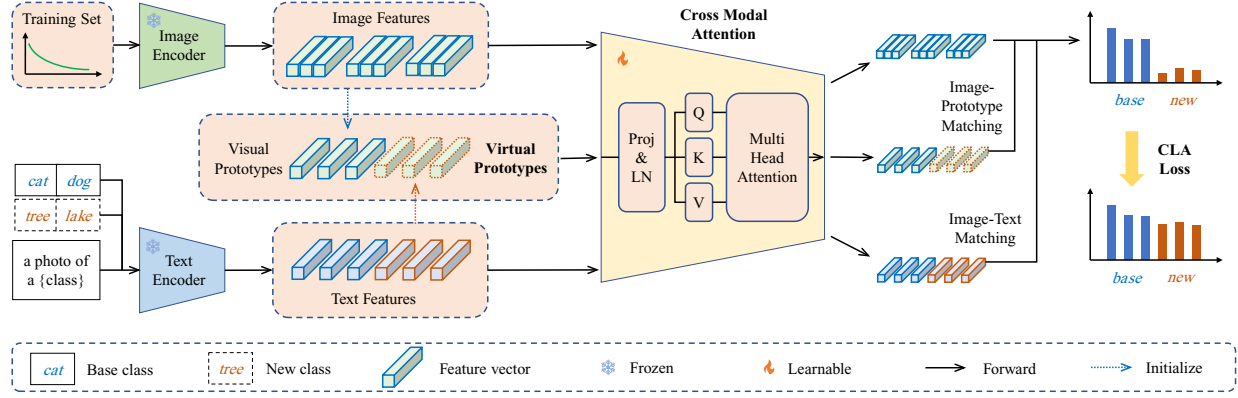 Training Set
Image
Encoder
Image Features
Cross Modal
Attention
base
new
Image-
Prototype
Matching
CLA
Loss
Visual
Prototypes
Virtual
Prototypes
Proj
&
LN
Q
K
V
Multi
Head
Attention
cat
dog
tree
lake
a photo of
a {class}
Text
Encoder
Text Features
Image-Text
Matching
base
new
cat
Base class
tree
New class
Feature vector
Frozen
Learnable
Forward
Initialize